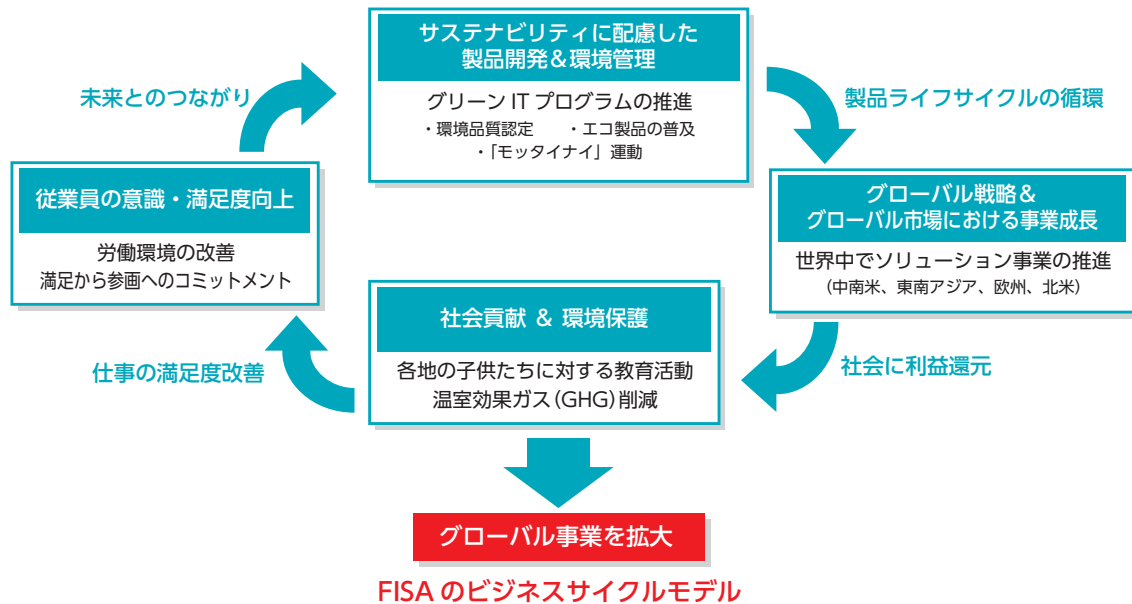 サステナビリティに配慮した
製品開発&環境管理
グリーン IT プログラムの推進
・環境品質認定 ・エコ製品の普及
・「モッタイナイ」運動
未来とのつながり
製品ライフサイクルの循環
従業員の意識・満足度向上
労働環境の改善
満足から参画へのコミットメント
グローバル戦略&
グローバル市場における事業成長
世界中でソリューション事業の推進
(中南米、東南アジア、欧州、北米)
社会貢献 & 環境保護
各地の子供たちに対する教育活動
温室効果ガス(GHG)削減
仕事の満足度改善
社会に利益還元
グローバル事業を拡大
FISA のビジネスサイクルモデル